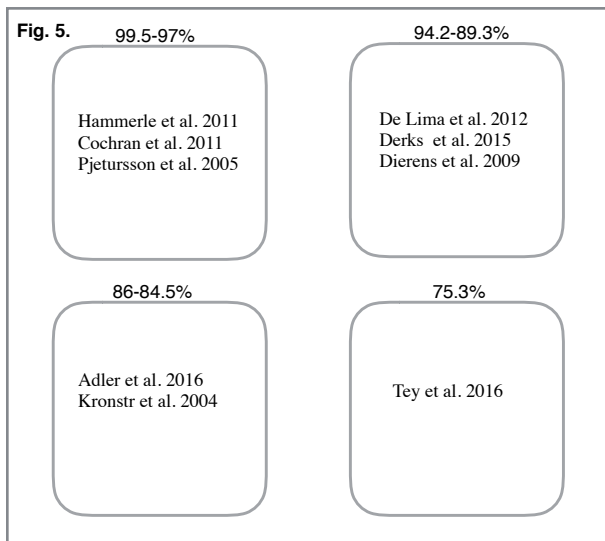 Fig. 5.
99.5-97%
Hammerle et al. 2011
Cochran et al. 2011
Pjetursson et al. 2005
94.2-89.3%
De Lima et al. 2012
Derks et al. 2015
Dierens et al. 2009
86-84.5%
Adler et al. 2016
Kronstr et al. 2004
75.3%
Tey et al. 2016